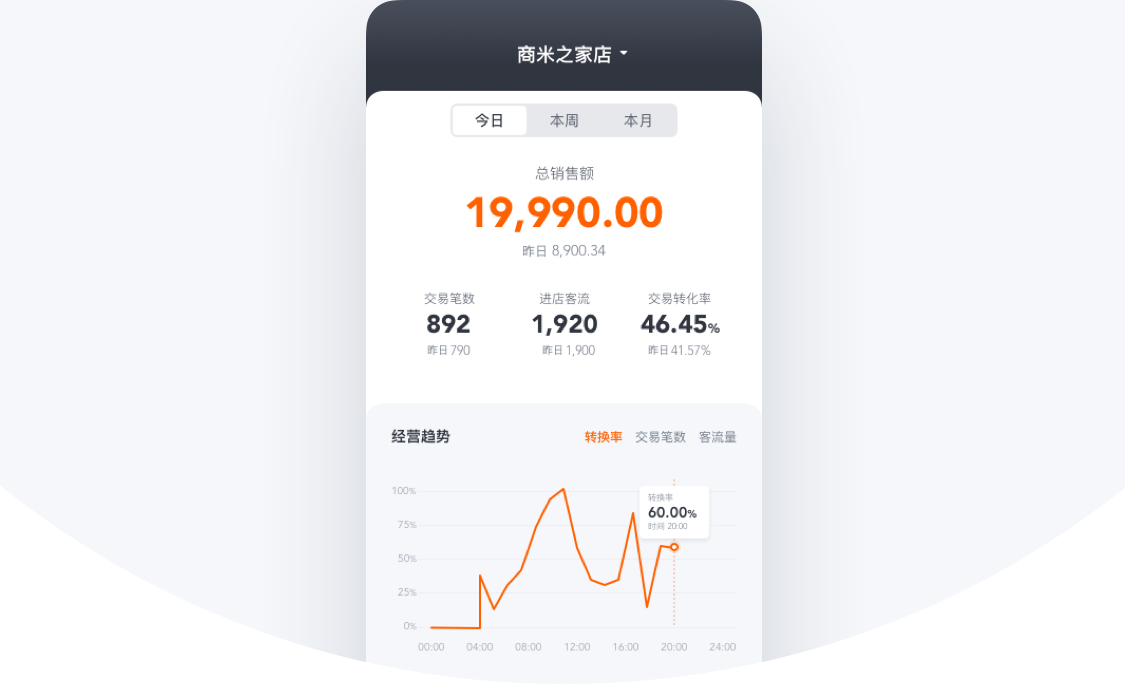 商米之家店
今日 本周 本月
总销售额
19,990.00
昨日 8,900.34
交易笔数 进店客流 交易转化率
892 1,920 46.45%
昨日 790 昨日 1,900 昨日 41.57%
经营趋势 转换率 交易笔数 客流量
100%
转换率
60.00%
时间 20:00
75%
50%
25%
0%
00:00 04:00 08:00 12:00 16:00 20:00 24:00